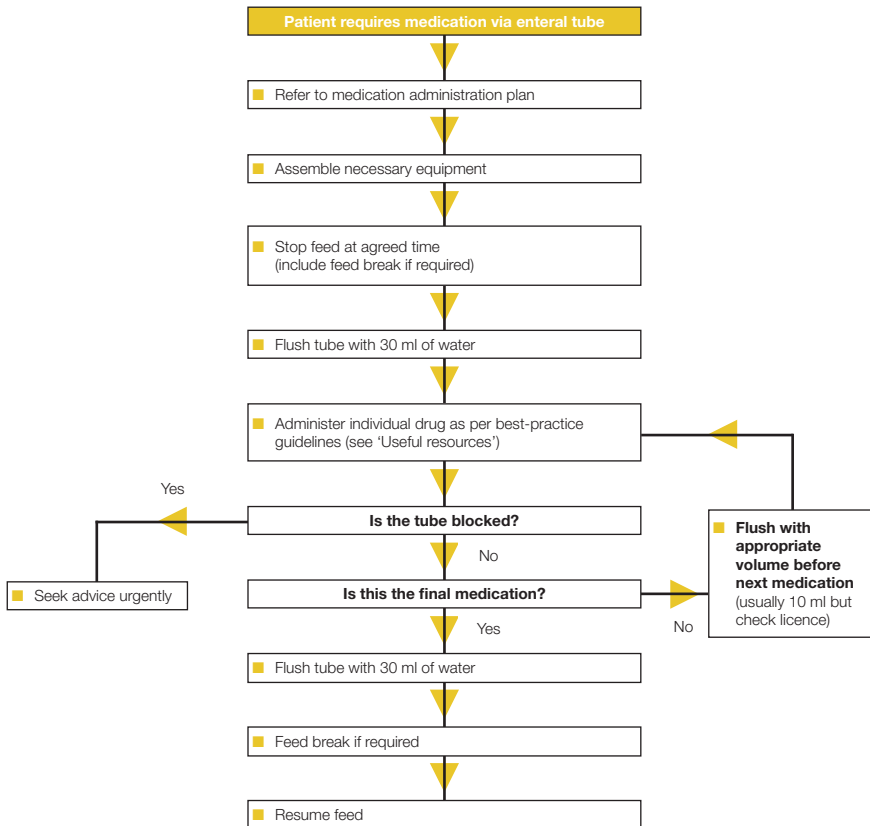 Patient requires medication via enteral tube
Refer to medication administration plan
Assemble necessary equipment
Stop feed at agreed time
(include feed break if required)
Flush tube with 30 ml of water
Administer individual drug as per best-practice
guidelines (see ‘Useful resources’)
Yes
Is the tube blocked?
No
Seek advice urgently
Is this the final medication?
No
Flush with
appropriate
volume before
next medication
(usually 10 ml but
check licence)
Yes
Flush tube with 30 ml of water
Feed break if required
Resume feed